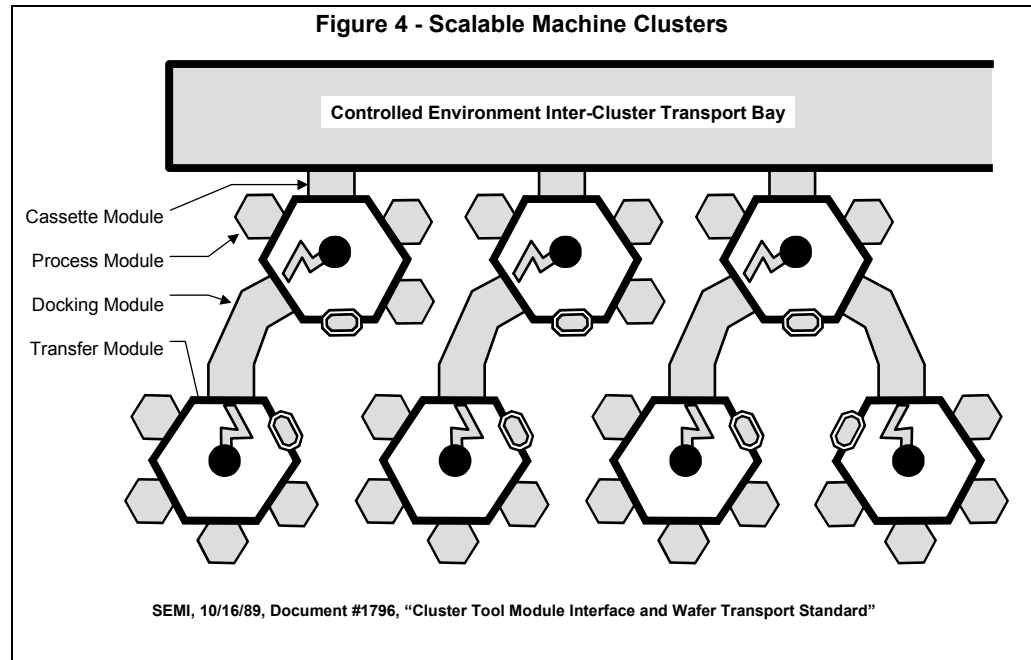 Figure 4 - Scalable Machine Clusters
Controlled Environment Inter-Cluster Transport Bay
Cassette Module
Process Module
Docking Module
Transfer Module
SEMI, 10/16/89, Document #1796, “Cluster Tool Module Interface and Wafer Transport Standard”